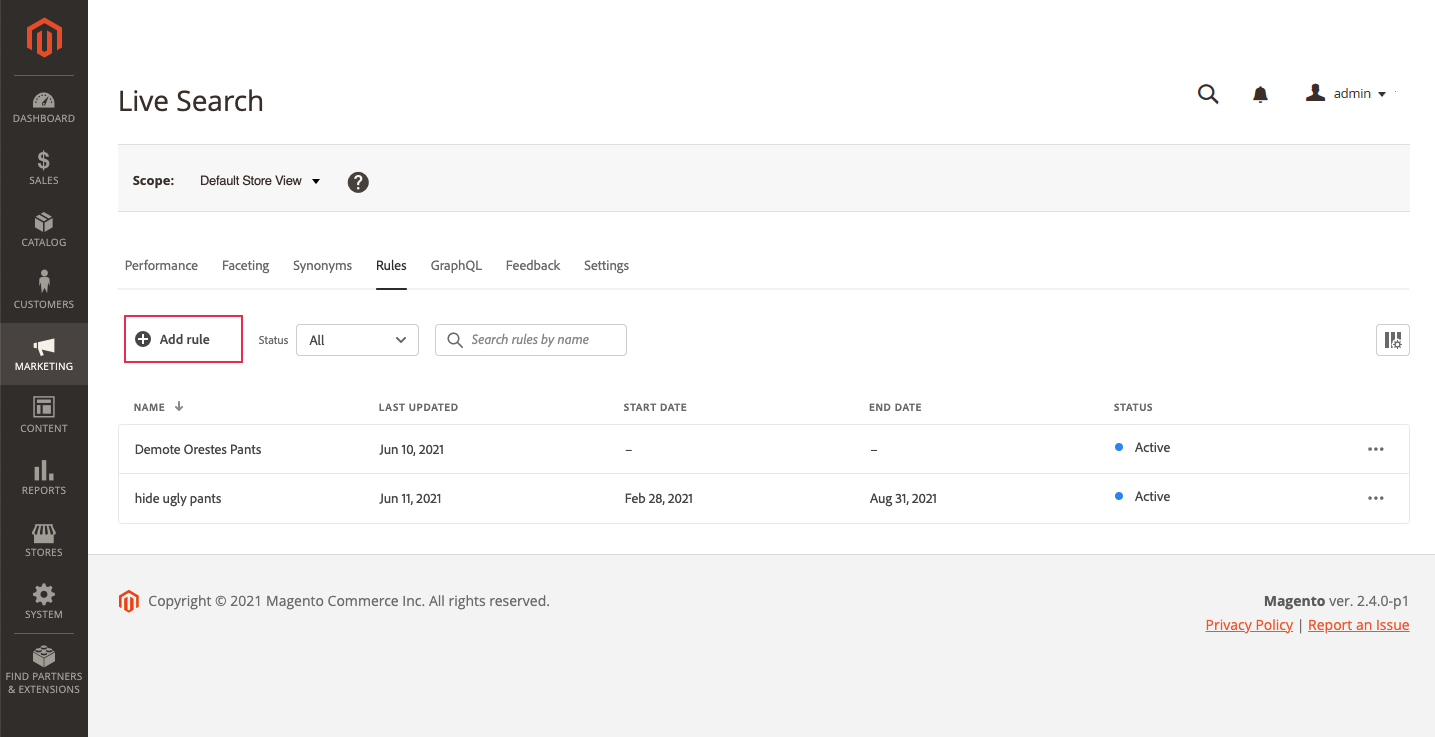 Live Search
admin
Scope: Default Store View ?
DASHBOARD
SALES
CATALOG
CUSTOMERS
MARKETING
CONTENT
REPORTS
STORES
SYSTEM
FIND PARTNERS
& EXTENSIONS
Performance Faceting Synonyms Rules GraphQL Feedback Settings
Add rule Status All Search rules by name
NAME LAST UPDATED START DATE END DATE STATUS
Demote Orestes Pants Jun 10, 2021 – – Active
hide ugly pants Jun 11, 2021 Feb 28, 2021 Aug 31, 2021 Active
Copyright © 2021 Magento Commerce Inc. All rights reserved.
Magento ver. 2.4.0-p1
Privacy Policy | Report an Issue